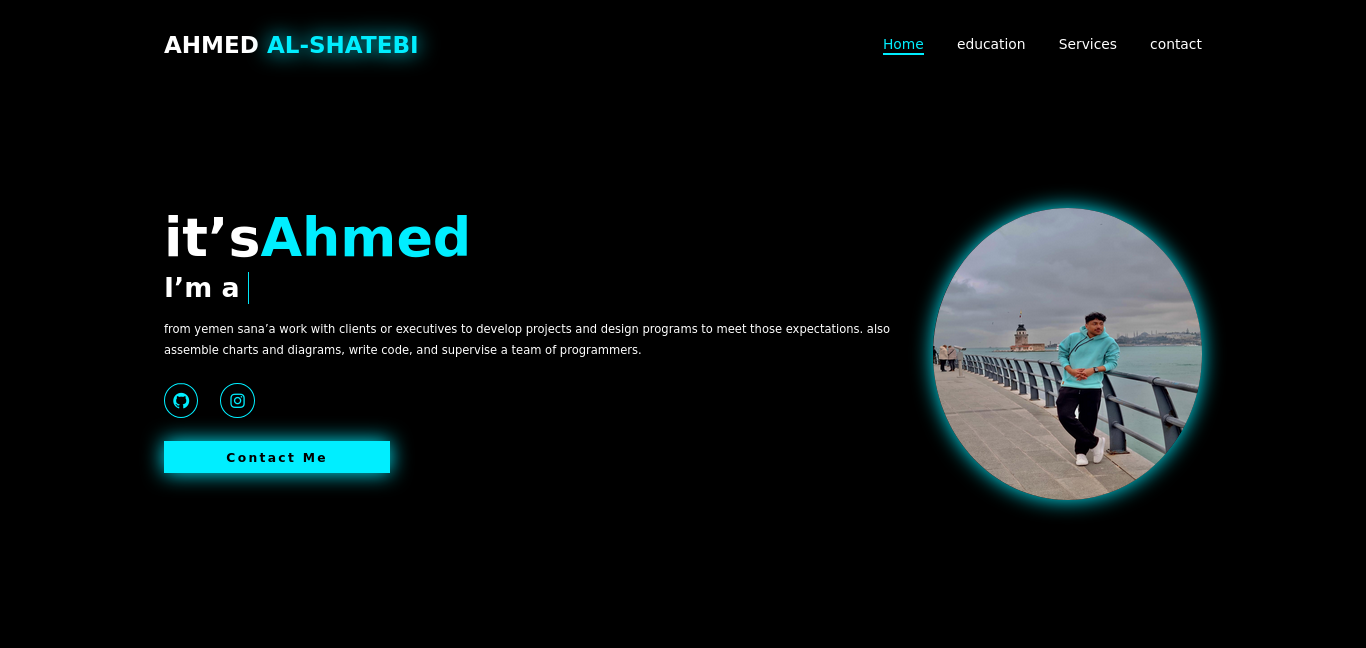 AHMED AL-SHATEBI
Home education Services contact
it’sAhmed
I’m a
from yemen sana’a work with clients or executives to develop projects and design programs to meet those expectations. also
assemble charts and diagrams, write code, and supervise a team of programmers.
Contact Me